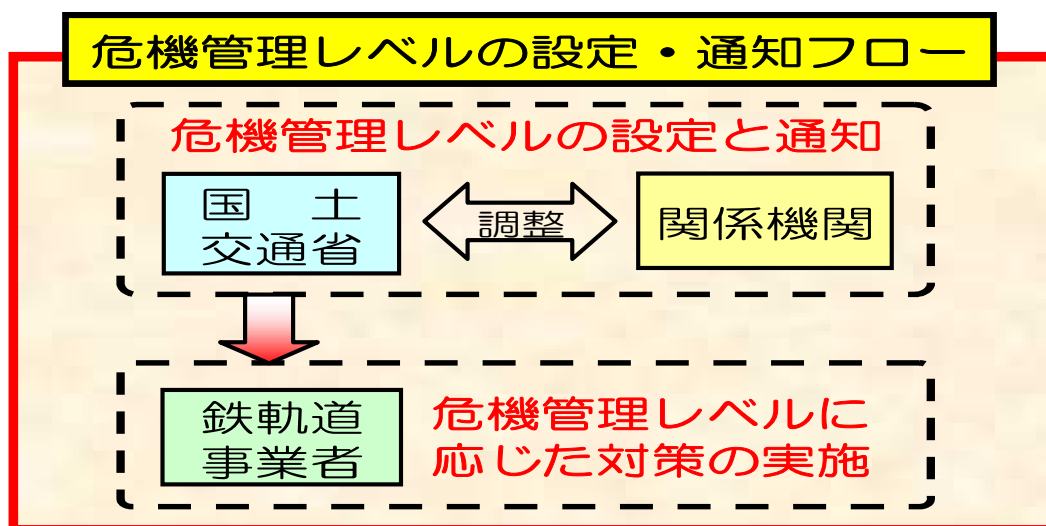 危機管理レベルの設定・通知フロー
危機管理レベルの設定と通知
国　土
交通省
調整
関係機関
鉄軌道
事業者
危機管理レベルに
応じた対策の実施